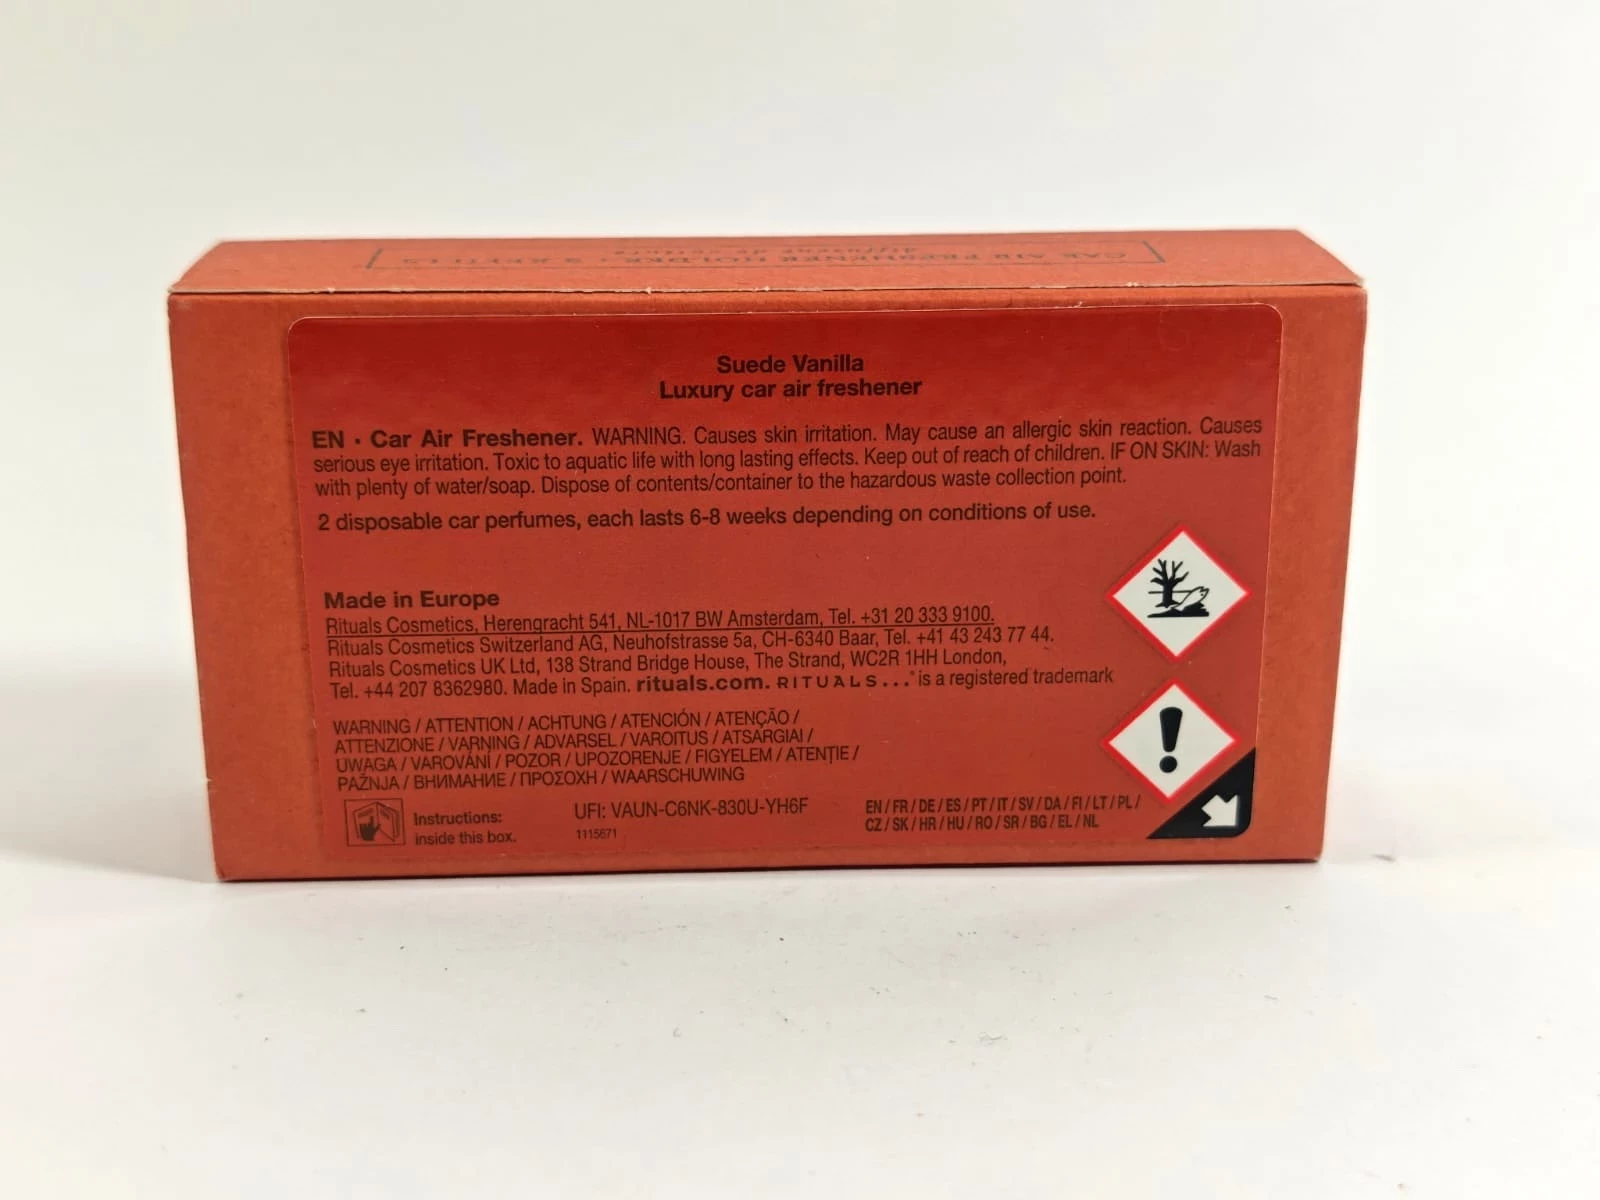 CAR AIR FRESHENER HOLDER + 2 REFILLS
diffuseur de voiture
Suede Vanilla
Luxury car air freshener
EN · Car Air Freshener. WARNING. Causes skin irritation. May cause an allergic skin reaction. Causes
serious eye irritation. Toxic to aquatic life with long lasting effects. Keep out of reach of children. IF ON SKIN: Wash
with plenty of water/soap. Dispose of contents/container to the hazardous waste collection point.
2 disposable car perfumes, each lasts 6-8 weeks depending on conditions of use.
Made in Europe
Rituals Cosmetics, Herengracht 541, NL-1017 BW Amsterdam, Tel. +31 20 333 9100.
Rituals Cosmetics Switzerland AG, Neuhofstrasse 5a, CH-6340 Baar, Tel. +41 43 243 77 44.
Rituals Cosmetics UK Ltd, 138 Strand Bridge House, The Strand, WC2R 1HH London,
Tel. +44 207 8362980. Made in Spain. rituals.com. RITUALS...® is a registered trademark
WARNING / ATTENTION / ACHTUNG / ATENCIÓN / ATENÇÃO /
ATTENZIONE / VARNING / ADVARSEL / VAROITUS / ATSARGIAI /
UWAGA / VAROVÁNÍ / POZOR / UPOZORENJE / FIGYELEM / ATENȚIE /
PAŽNJA / ВНИМАНИЕ / ΠΡΟΣΟΧΗ / WAARSCHUWING
Instructions:
inside this box.
UFI: VAUN-C6NK-830U-YH6F
1115671
EN / FR / DE / ES / PT / IT / SV / DA / FI / LT / PL /
CZ / SK / HR / HU / RO / SR / BG / EL / NL